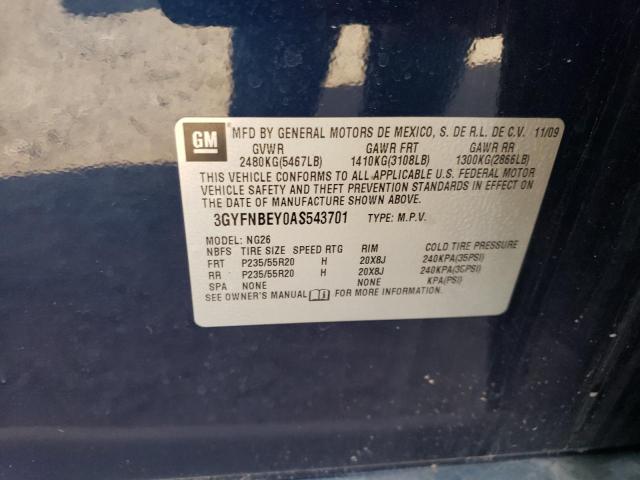 GM MFD BY GENERAL MOTORS DE MEXICO, S. DE R.L. DE C.V. 11/09
GVWR GAWR FRT GAWR RR
2480KG(5467LB) 1410KG(3108LB) 1300KG(2866LB)
THIS VEHICLE CONFORMS TO ALL APPLICABLE U.S. FEDERAL MOTOR
VEHICLE SAFETY AND THEFT PREVENTION STANDARDS IN EFFECT ON
THE DATE OF MANUFACTURE SHOWN ABOVE.
3GYFNBEY0AS543701 TYPE: M.P.V.
MODEL: NG26
NBFS TIRE SIZE SPEED RTG RIM COLD TIRE PRESSURE
FRT P235/55R20 H 20X8J 240KPA(35PSI)
RR P235/55R20 H 20X8J 240KPA(35PSI)
SPA NONE NONE KPA(PSI)
SEE OWNER'S MANUAL FOR MORE INFORMATION.